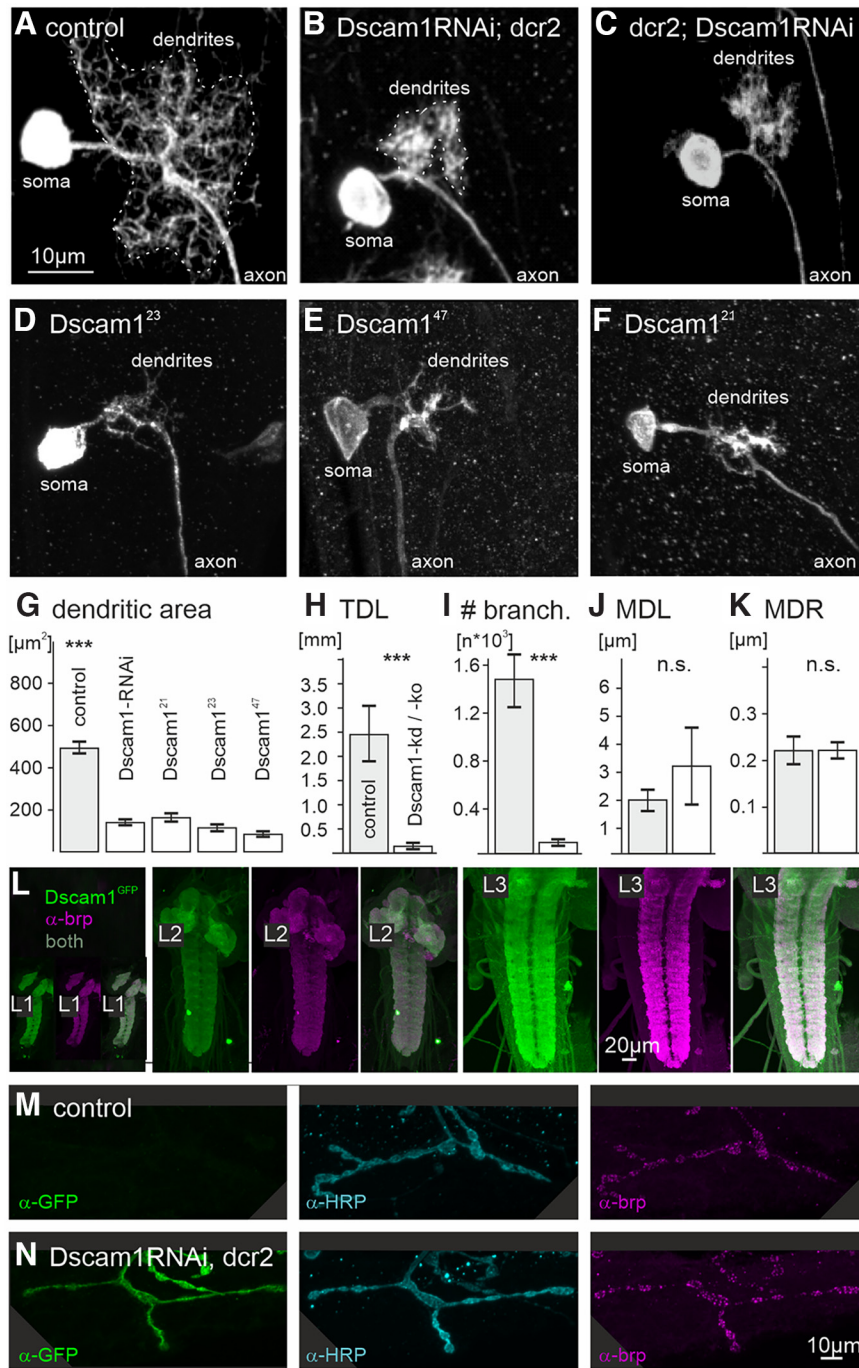 A control
dendrites
soma
10µm
axon
B Dscam1RNAi; dcr2
dendrites
soma
axon
C dcr2; Dscam1RNAi
dendrites
soma
axon
D Dscam1²³
dendrites
soma
axon
E Dscam1⁴⁷
dendrites
soma
axon
F Dscam1²¹
dendrites
soma
axon
G dendritic area
[µm²]
***
control
Dscam1-RNAi
Dscam1²¹
Dscam1²³
Dscam1⁴⁷
800
600
400
200
H TDL
[mm]
***
3.5
3.0
2.5
2.0
1.5
1.0
0.5
control
Dscam1-kd / -ko
I # branch.
[n*10³]
***
1.6
1.2
0.8
0.4
J MDL
[µm]
n.s.
6
5
4
3
2
1
K MDR
[µm]
n.s.
0.3
0.2
0.1
L Dscam1ᴳᶠᴾ
α-brp
both
L1 L1 L1
L2 L2 L2
L3 L3 L3
20µm
M control
α-GFP
α-HRP
α-brp
N Dscam1RNAi, dcr2
α-GFP
α-HRP
α-brp
10µm